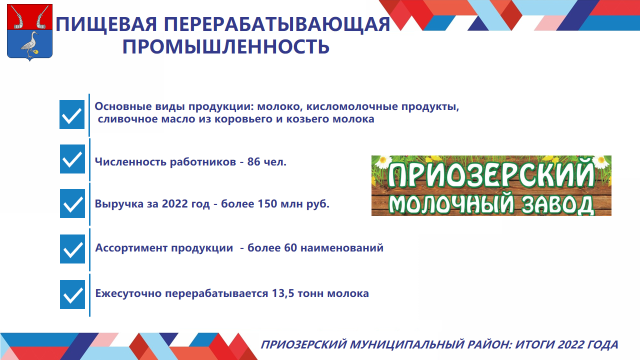 ПИЩЕВАЯ ПЕРЕРАБАТЫВАЮЩАЯ
ПРОМЫШЛЕННОСТЬ
Основные виды продукции: молоко, кисломолочные продукты,
сливочное масло из коровьего и козьего молока
Численность работников - 86 чел.
Выручка за 2022 год - более 150 млн руб.
Ассортимент продукции - более 60 наименований
Ежесуточно перерабатывается 13,5 тонн молока
ПРИОЗЕРСКИЙ
МОЛОЧНЫЙ ЗАВОД
ПРИОЗЕРСКИЙ МУНИЦИПАЛЬНЫЙ РАЙОН: ИТОГИ 2022 ГОДА